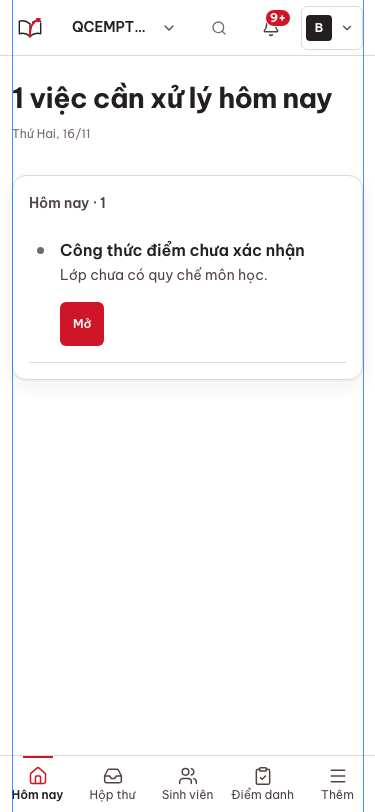 QCEMPT...
9+
B
1 việc cần xử lý hôm nay
Thứ Hai, 16/11
Hôm nay · 1
Công thức điểm chưa xác nhận
Lớp chưa có quy chế môn học.
Mở
Hôm nay
Hộp thư
Sinh viên
Điểm danh
Thêm